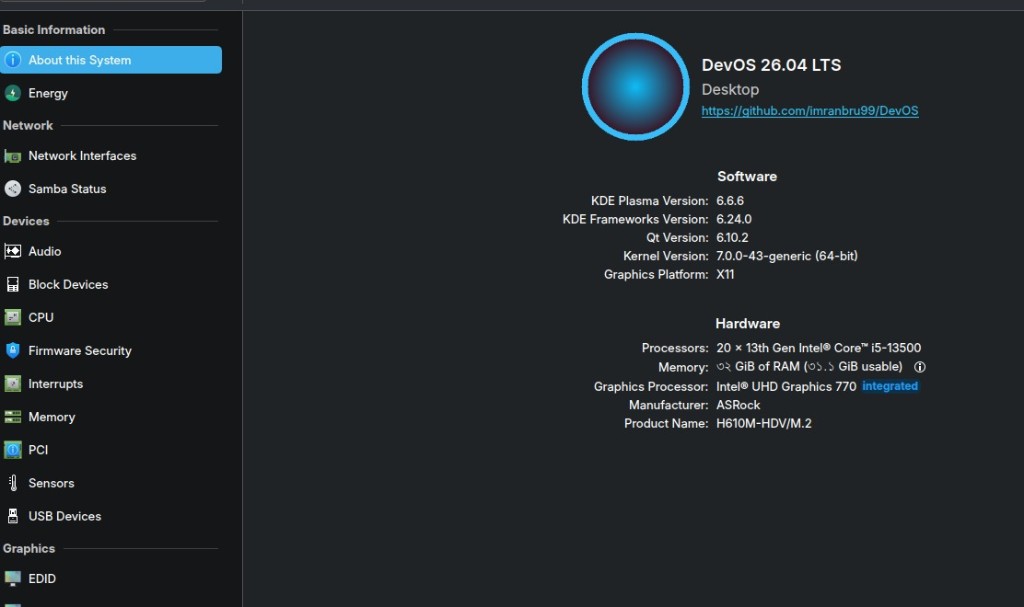 Basic Information
About this System
Energy
Network
Network Interfaces
Samba Status
Devices
Audio
Block Devices
CPU
Firmware Security
Interrupts
Memory
PCI
Sensors
USB Devices
Graphics
EDID
DevOS 26.04 LTS
Desktop
https://github.com/imranbru99/DevOS
Software
KDE Plasma Version: 6.6.6
KDE Frameworks Version: 6.24.0
Qt Version: 6.10.2
Kernel Version: 7.0.0-43-generic (64-bit)
Graphics Platform: X11
Hardware
Processors: 20 × 13th Gen Intel® Core™ i5-13500
Memory: ৩২ GiB of RAM (৩১.১ GiB usable)
Graphics Processor: Intel® UHD Graphics 770 integrated
Manufacturer: ASRock
Product Name: H610M-HDV/M.2